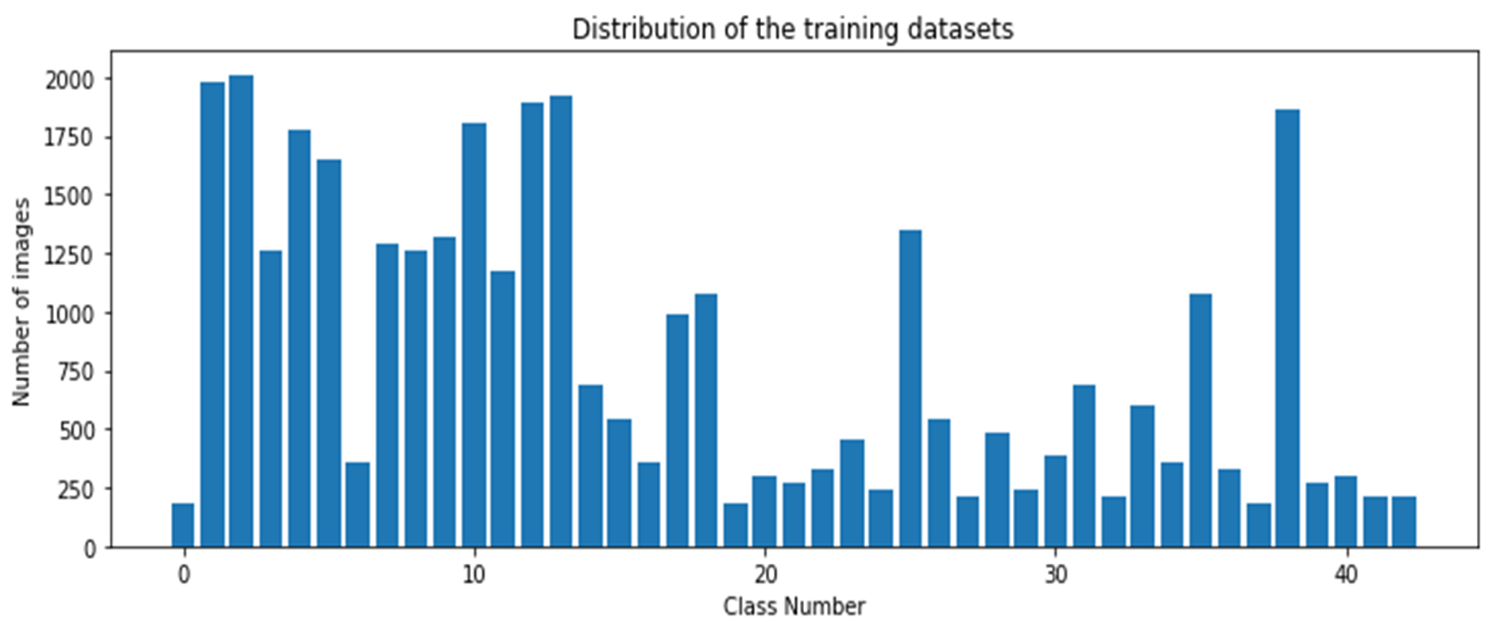 Distribution of the training datasets
Number of images
2000
1750
1500
1250
1000
750
500
250
0
0 10 20 30 40
Class Number